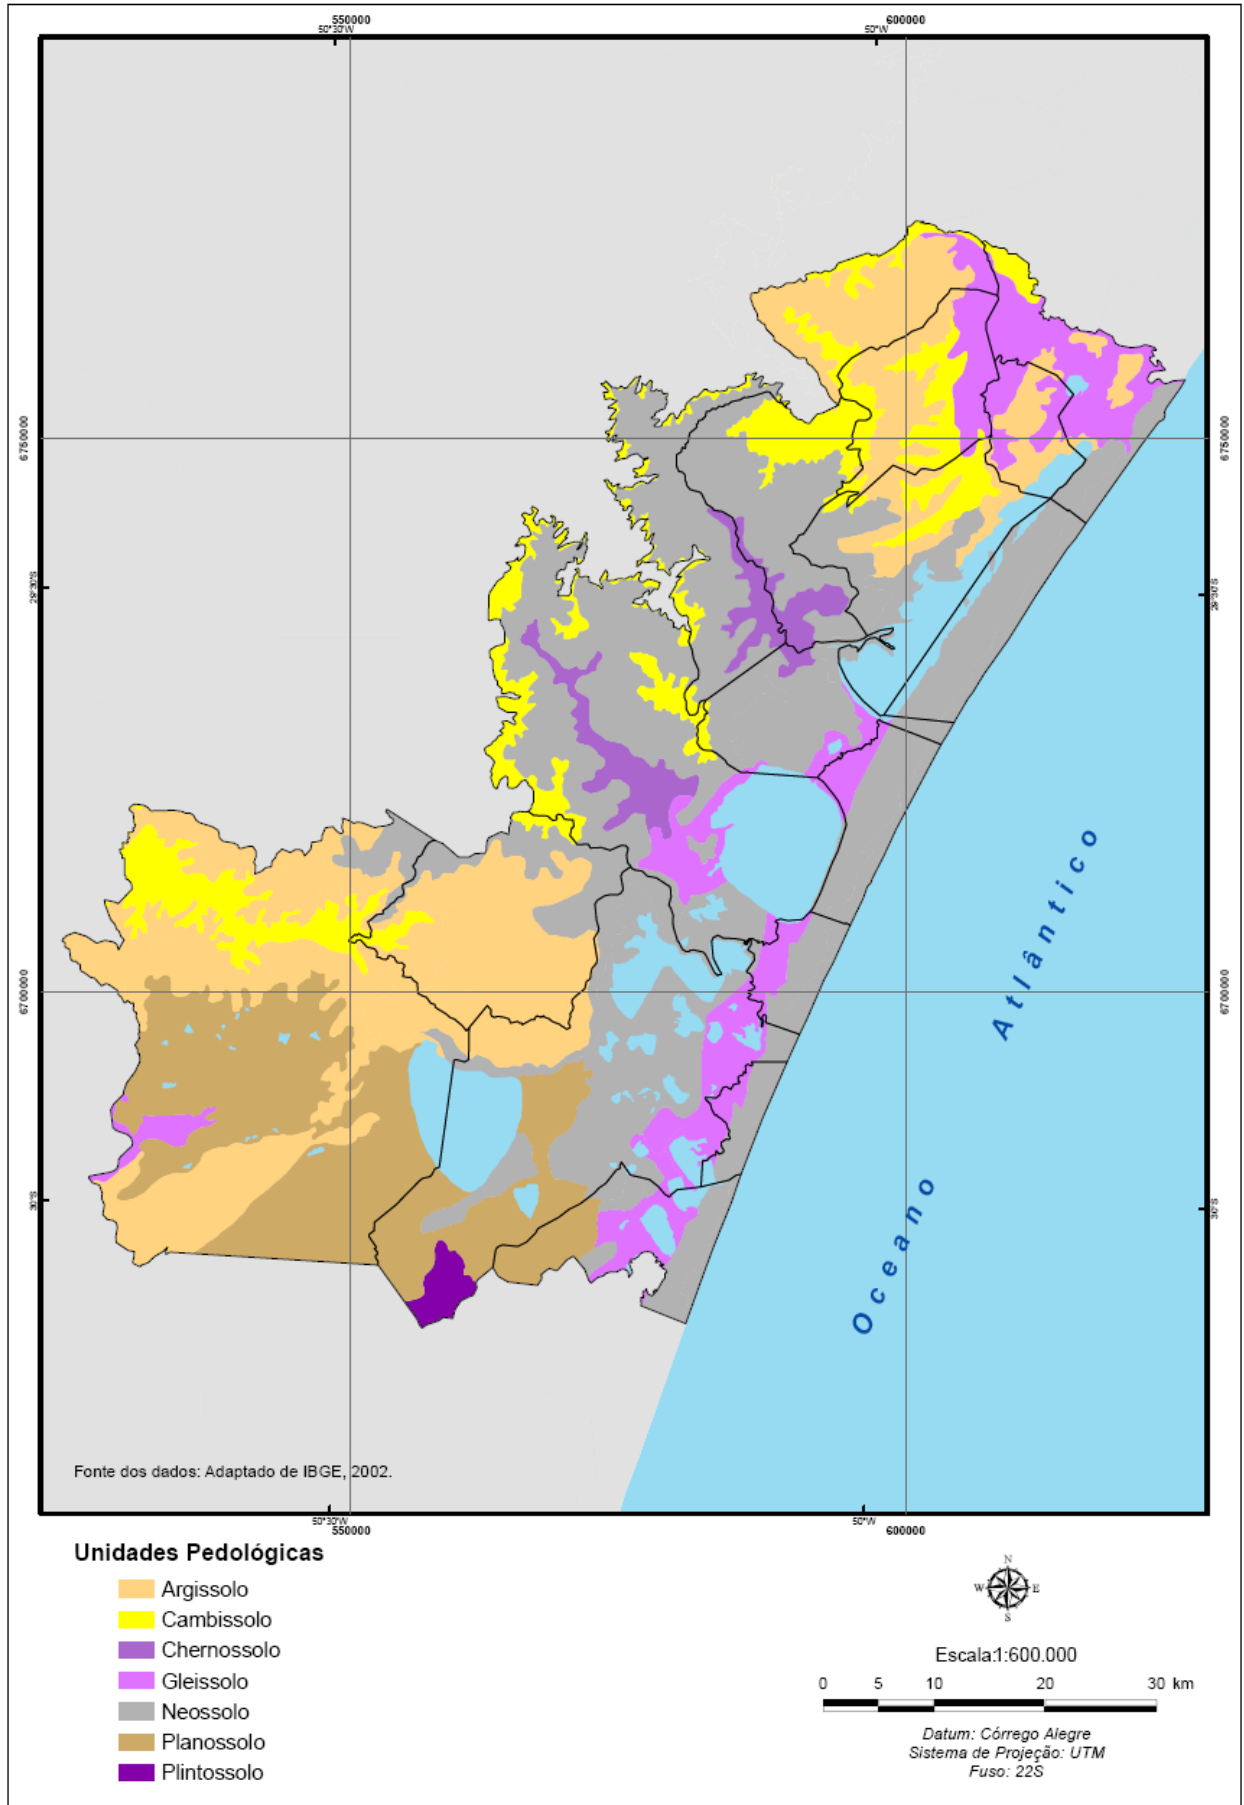 550000
50°30'W
600000
50°W
6750000
6750000
29°30'S
29°30'S
Atlântico
6700000
6700000
30°S
30°S
Oceano
Fonte dos dados: Adaptado de IBGE, 2002.
50°30'W
550000
50°W
600000
Unidades Pedológicas
Argissolo
Cambissolo
Chernossolo
Gleissolo
Neossolo
Planossolo
Plintossolo
N
W E
S
Escala:1:600.000
0 5 10 20 30 km
Datum: Córrego Alegre
Sistema de Projeção: UTM
Fuso: 22S